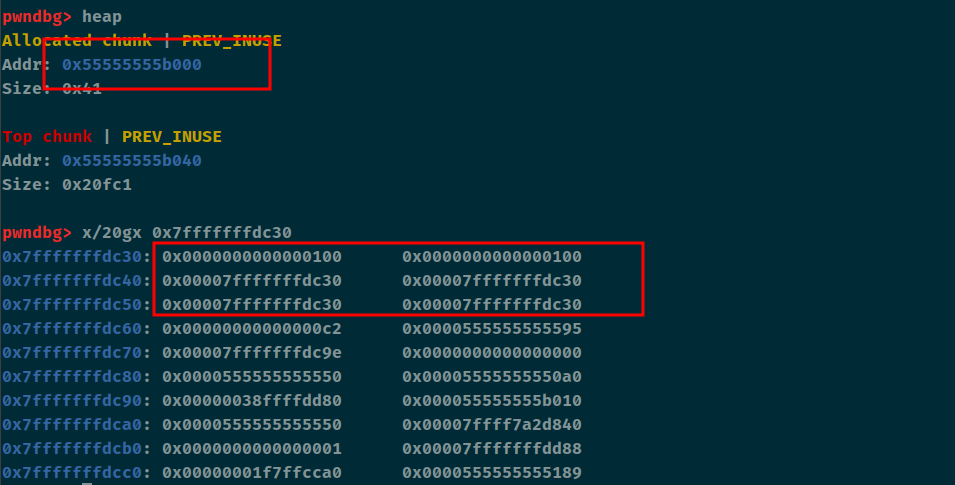 pwndbg> heap
Allocated chunk | PREV_INUSE
Addr: 0x55555555b000
Size: 0x41
Top chunk | PREV_INUSE
Addr: 0x55555555b040
Size: 0x20fc1
pwndbg> x/20gx 0x7fffffffdc30
0x7fffffffdc30: 0x0000000000000100 0x0000000000000100
0x7fffffffdc40: 0x00007fffffffdc30 0x00007fffffffdc30
0x7fffffffdc50: 0x00007fffffffdc30 0x00007fffffffdc30
0x7fffffffdc60: 0x00000000000000c2 0x0000555555555595
0x7fffffffdc70: 0x00007fffffffdc9e 0x0000000000000000
0x7fffffffdc80: 0x0000555555555550 0x00005555555550a0
0x7fffffffdc90: 0x00000038ffffdd80 0x000055555555b010
0x7fffffffdca0: 0x0000555555555550 0x00007ffff7a2d840
0x7fffffffdcb0: 0x0000000000000001 0x00007fffffffdd88
0x7fffffffdcc0: 0x00000001f7ffcca0 0x0000555555555189